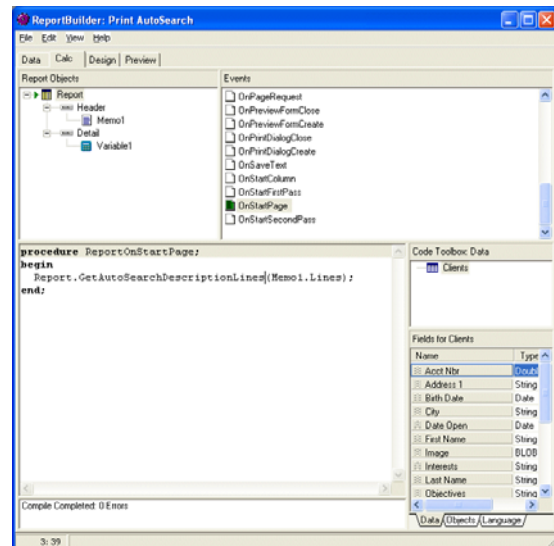 ReportBuilder: Print AutoSearch
File Edit View Help
Data Calc Design Preview
Report Objects
Report
Header
Memo1
Detail
Variable1
Events
OnPageRequest
OnPreviewFormClose
OnPreviewFormCreate
OnPrintDialogClose
OnPrintDialogCreate
OnSaveText
OnStartColumn
OnStartFirstPass
OnStartPage
OnStartSecondPass
procedure ReportOnStartPage;
begin
Report.GetAutoSearchDescriptionLines(Memo1.Lines);
end;
Code Toolbox: Data
Clients
Fields for Clients
Name Type
Acct Nbr Doubl
Address 1 String
Birth Date Date
City String
Date Open Date
First Name String
Image BLOB
Interests String
Last Name String
Objectives String
Data Objects Language
Compile Completed: 0 Errors
3: 39